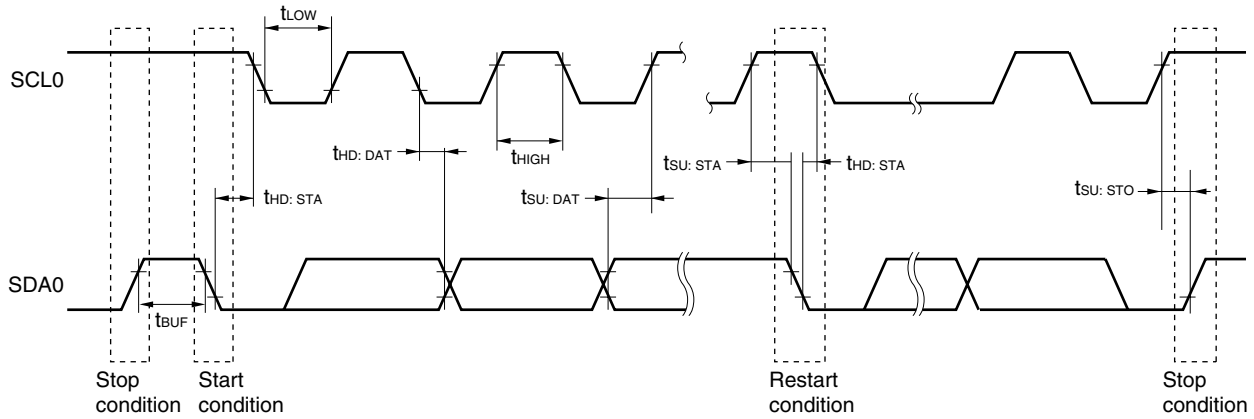 tLOW
SCL0
tHD: DAT
tHIGH
tSU: STA
tHD: STA
tHD: STA
tSU: DAT
tSU: STO
SDA0
tBUF
Stop
condition
Start
condition
Restart
condition
Stop
condition